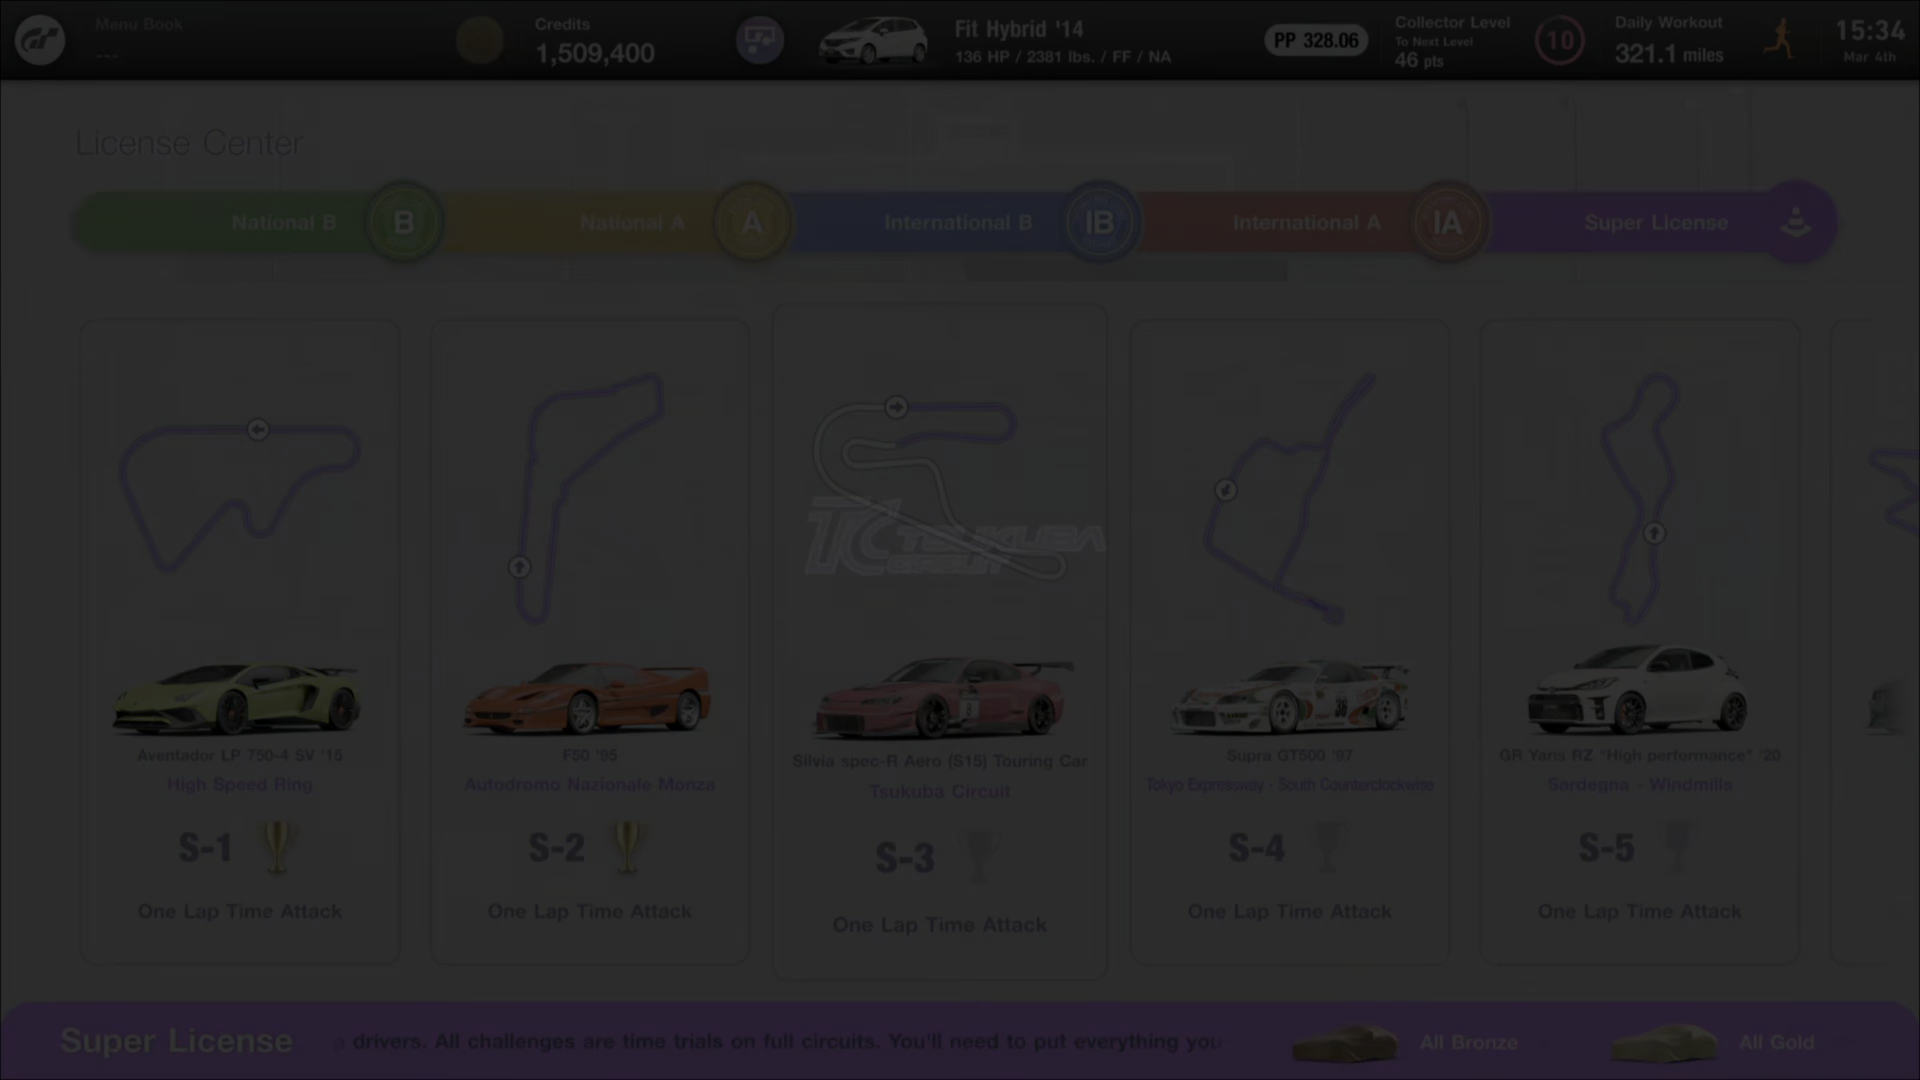 Menu Book
---
Credits
1,509,400
Fit Hybrid '14
136 HP / 2381 lbs. / FF / NA
PP 328.06
Collector Level
To Next Level
46 pts
10
Daily Workout
321.1 miles
15:34
Mar 4th
License Center
National B
B
National A
A
International B
IB
International A
IA
Super License
TC TSUKUBA
CIRCUIT
Aventador LP 750-4 SV '15
High Speed Ring
S-1
One Lap Time Attack
F50 '95
Autodromo Nazionale Monza
S-2
One Lap Time Attack
Silvia spec-R Aero (S15) Touring Car
Tsukuba Circuit
S-3
One Lap Time Attack
Supra GT500 '97
Tokyo Expressway - South Counterclockwise
S-4
One Lap Time Attack
GR Yaris RZ "High performance" '20
Sardegna - Windmills
S-5
One Lap Time Attack
Super License
drivers. All challenges are time trials on full circuits. You'll need to put everything you
All Bronze
All Gold